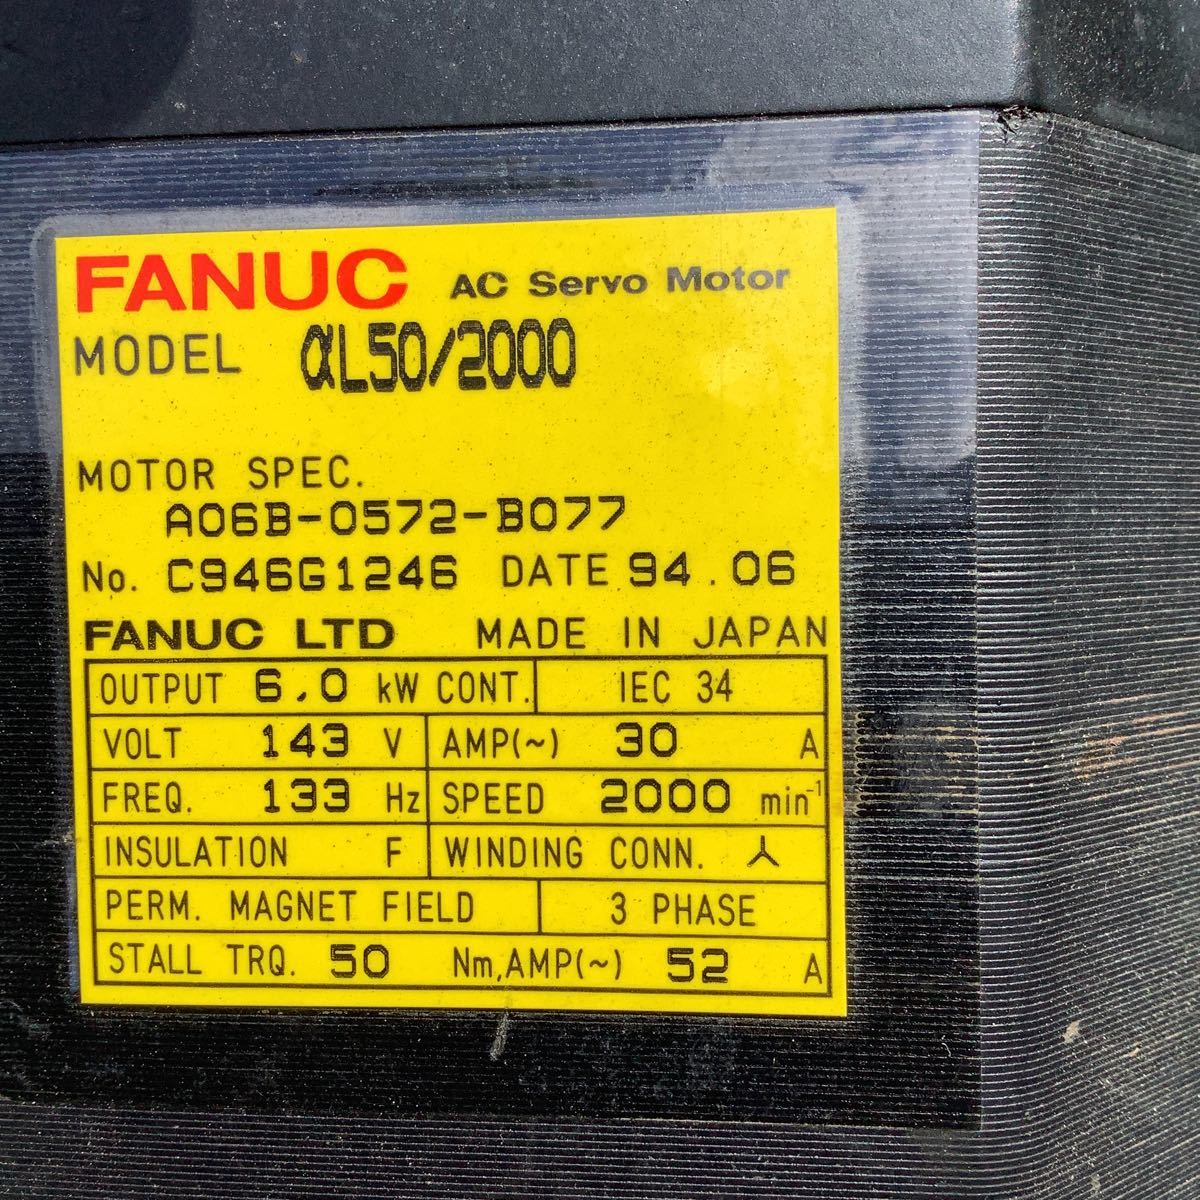 FANUC AC Servo Motor
MODEL αL50/2000
MOTOR SPEC.
A06B-0572-B077
No. C946G1246 DATE 94.06
FANUC LTD MADE IN JAPAN
OUTPUT 6.0 kW CONT. IEC 34
VOLT 143 V AMP(~) 30 A
FREQ. 133 Hz SPEED 2000 min⁻¹
INSULATION F WINDING CONN. ⅄
PERM. MAGNET FIELD 3 PHASE
STALL TRQ. 50 Nm, AMP(~) 52 A